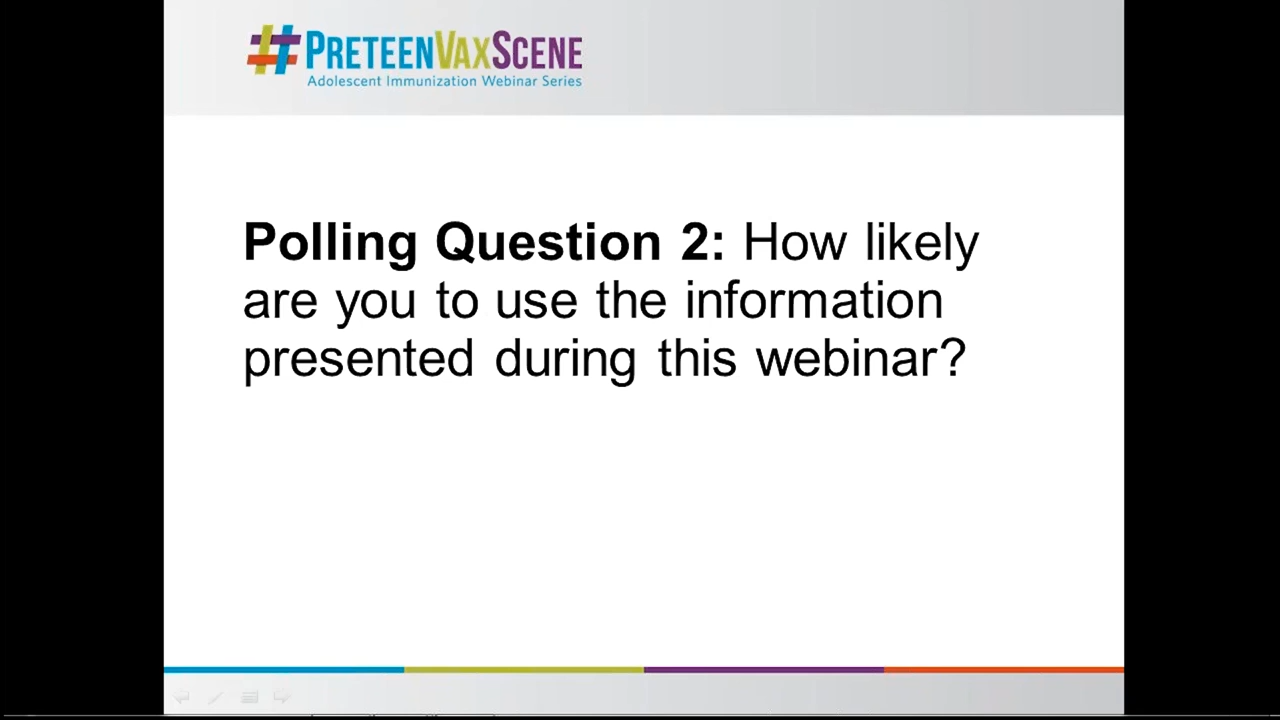 #PreteenVaxScene
Adolescent Immunization Webinar Series
Polling Question 2: How likely
are you to use the information
presented during this webinar?